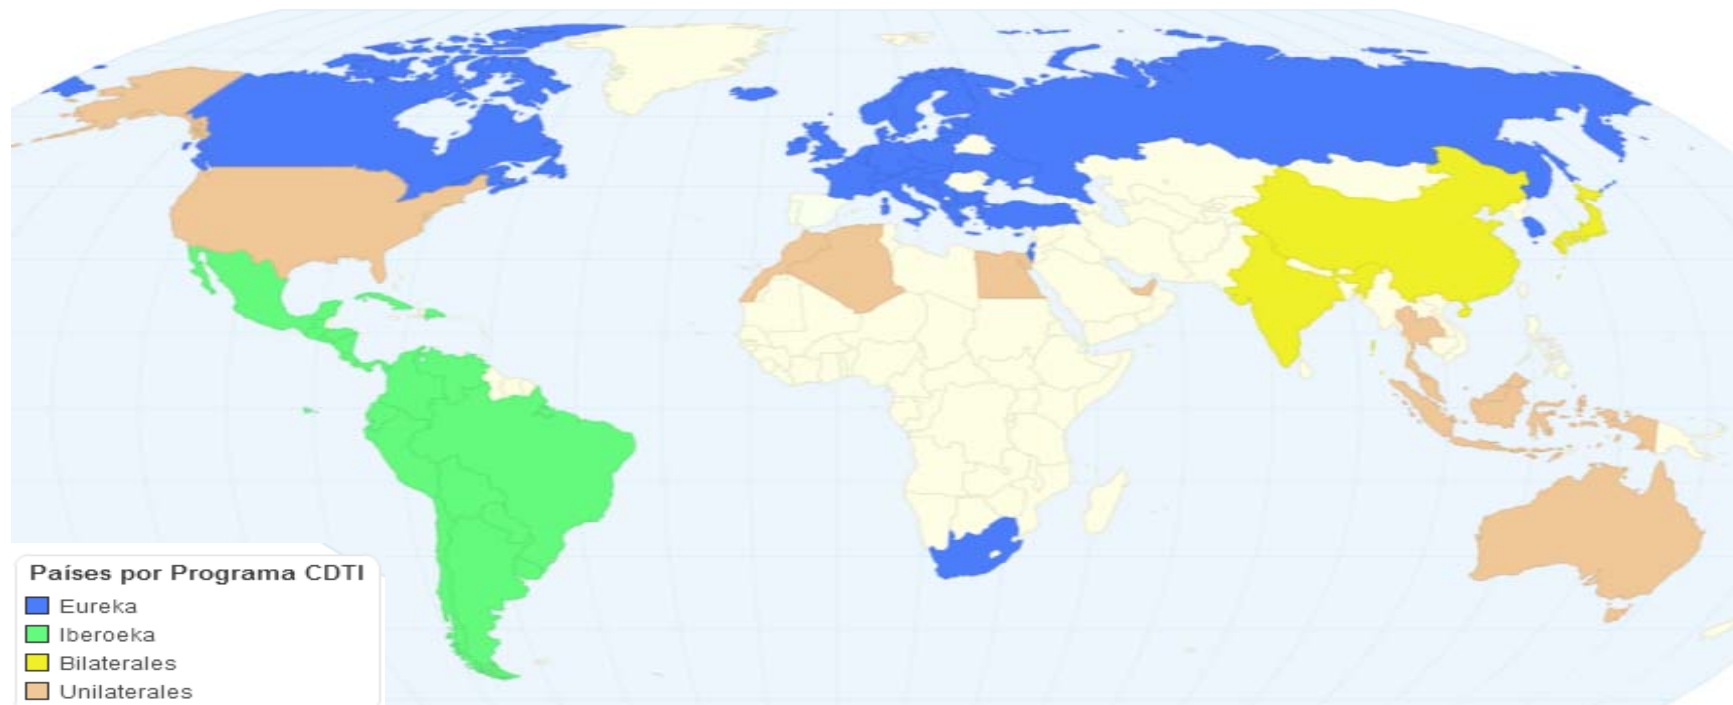 Países por Programa CDTI
Eureka
Iberoeka
Bilaterales
Unilaterales